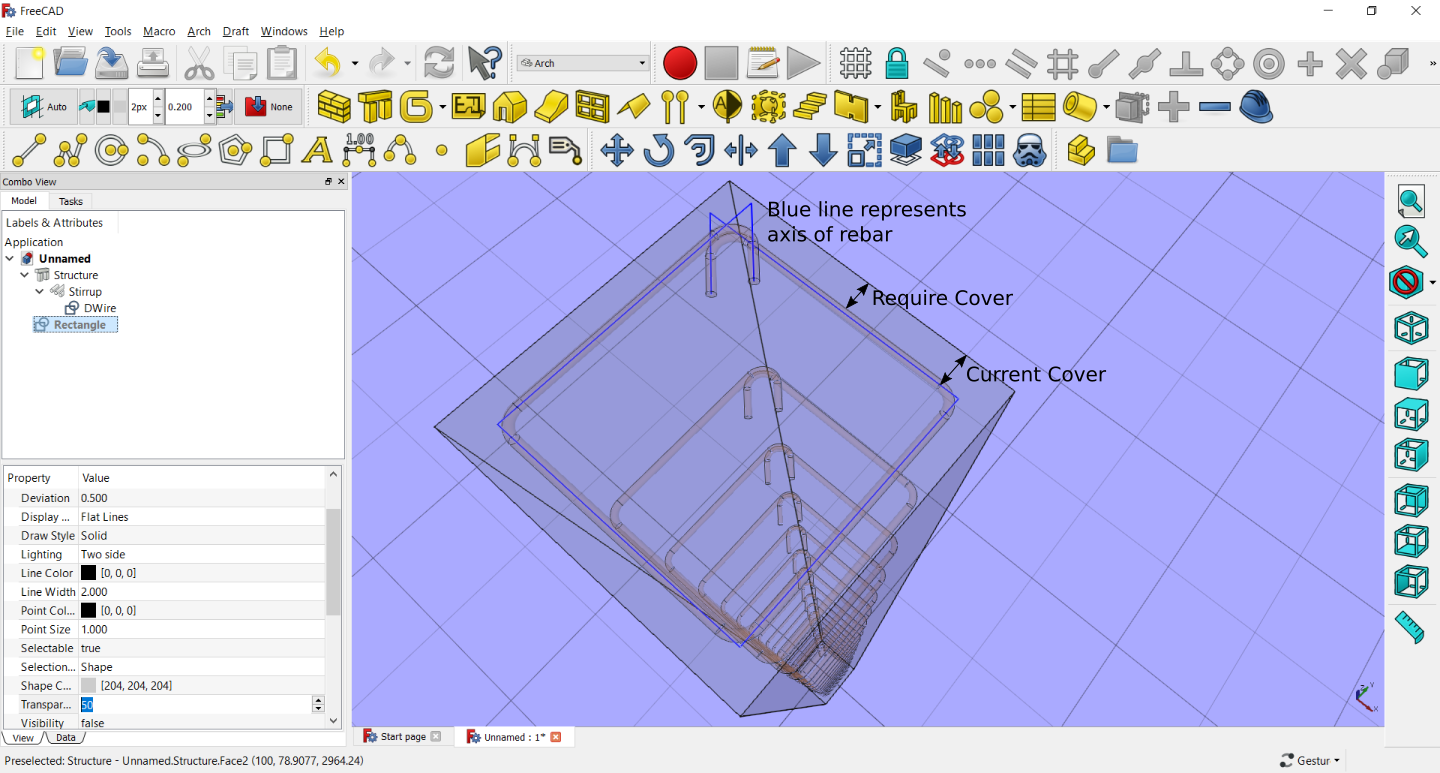 FreeCAD
File Edit View Tools Macro Arch Draft Windows Help
Arch
»
Auto 2px 0.200 None
1.00
Combo View
Model Tasks
Labels & Attributes
Application
Unnamed
Structure
Stirrup
DWire
Rectangle
Property Value
Deviation 0.500
Display ... Flat Lines
Draw Style Solid
Lighting Two side
Line Color [0, 0, 0]
Line Width 2.000
Point Col... [0, 0, 0]
Point Size 1.000
Selectable true
Selection... Shape
Shape C... [204, 204, 204]
Transpar... 50
Visibility false
View Data
Blue line represents
axis of rebar
Require Cover
Current Cover
Y
Z
X
Start page Unnamed : 1*
Preselected: Structure - Unnamed.Structure.Face2 (100, 78.9077, 2964.24) Gestur